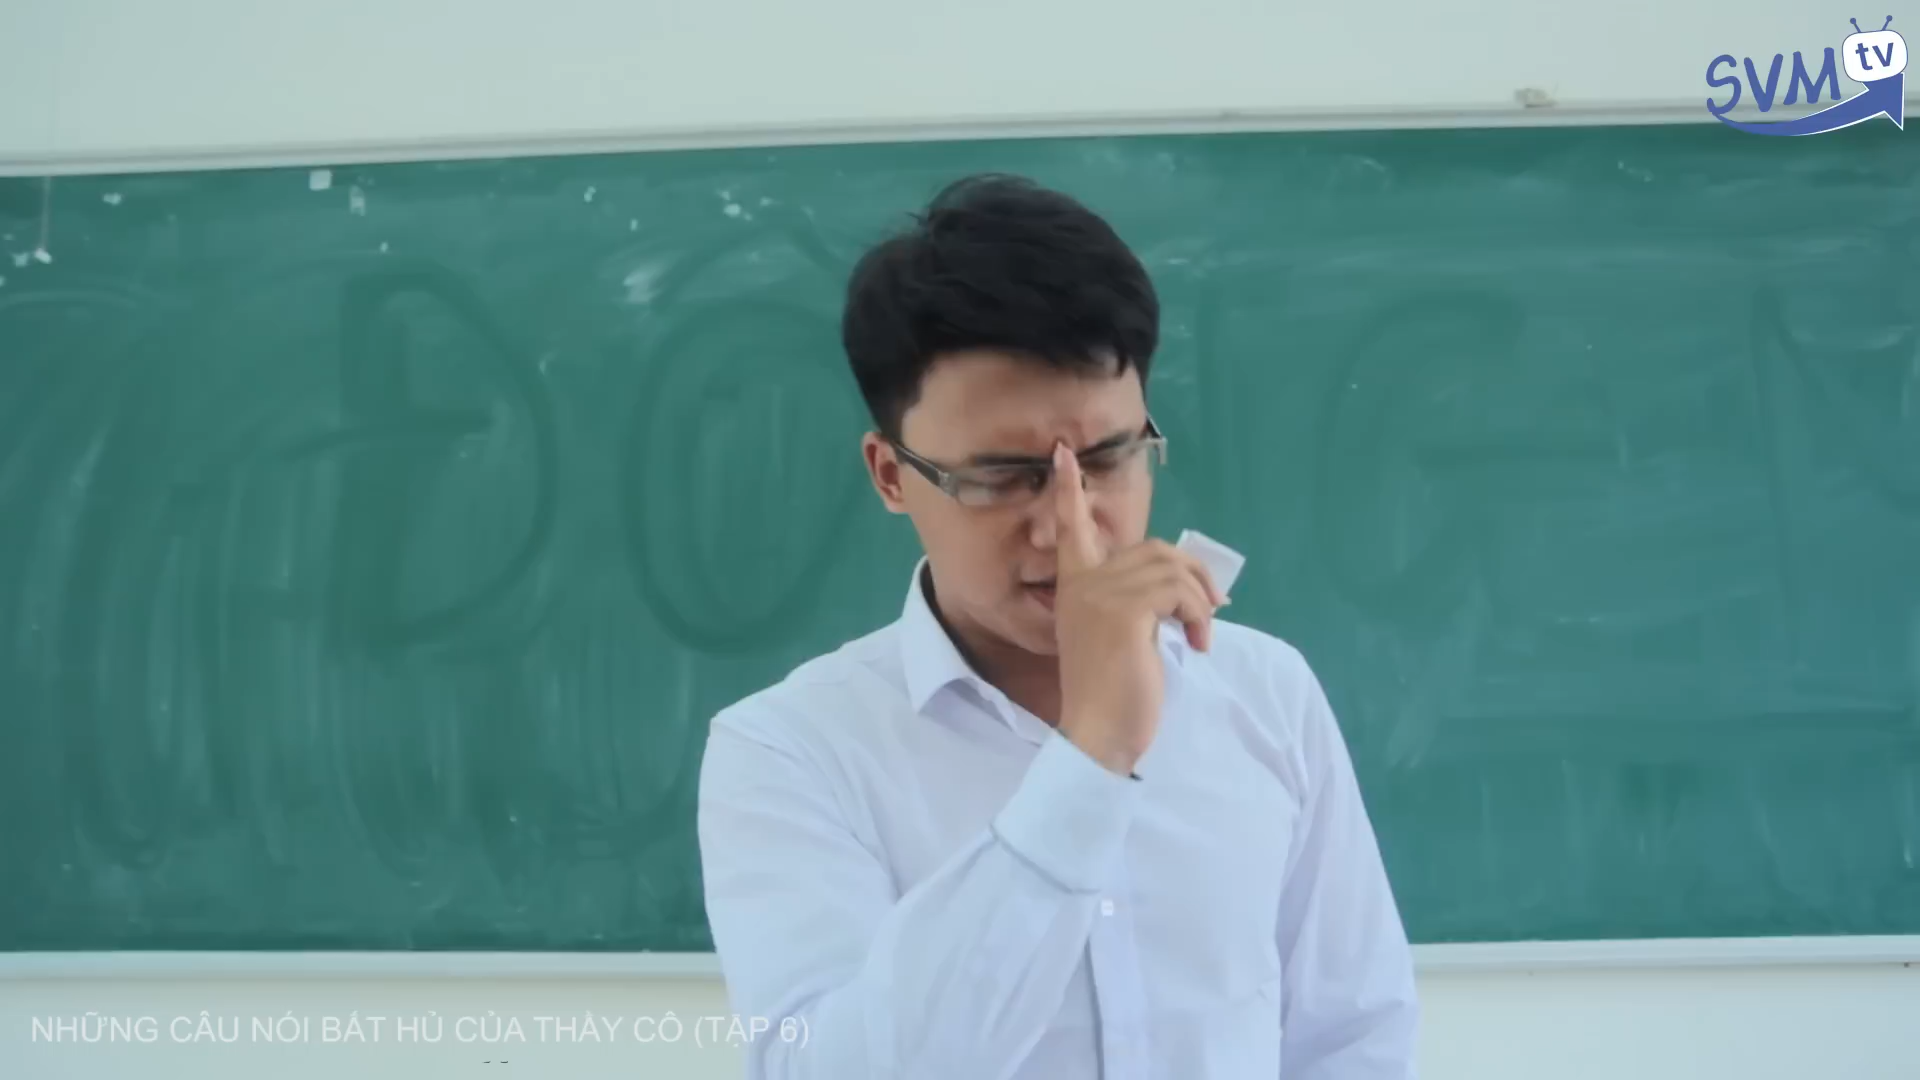 SVM tv
NHỮNG CÂU NÓI BẤT HỦ CỦA THẦY CÔ (TẬP 6)